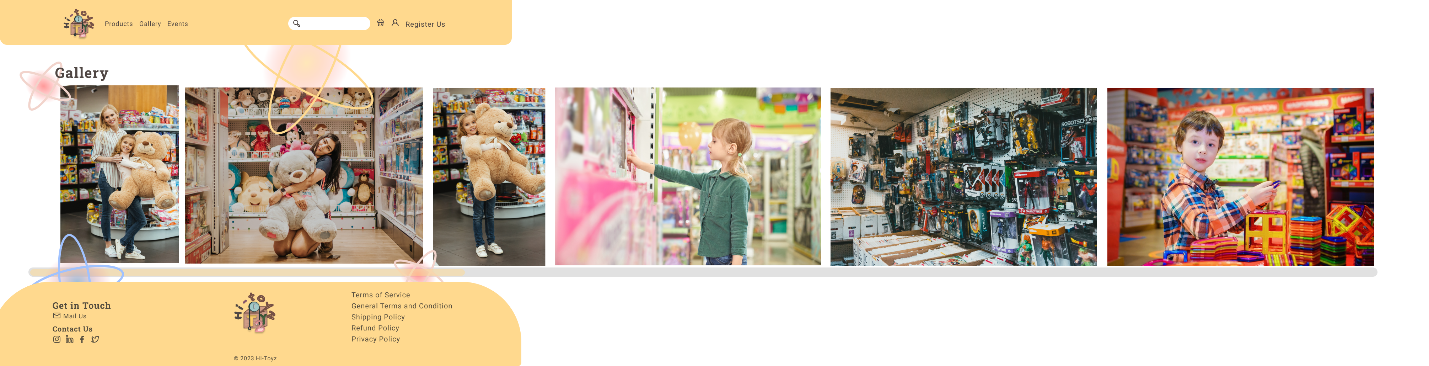 Products Gallery Events
Register Us
Gallery
Get in Touch
Mail Us
Contact Us
Terms of Service
General Terms and Condition
Shipping Policy
Refund Policy
Privacy Policy
© 2023 Hi-Toyz